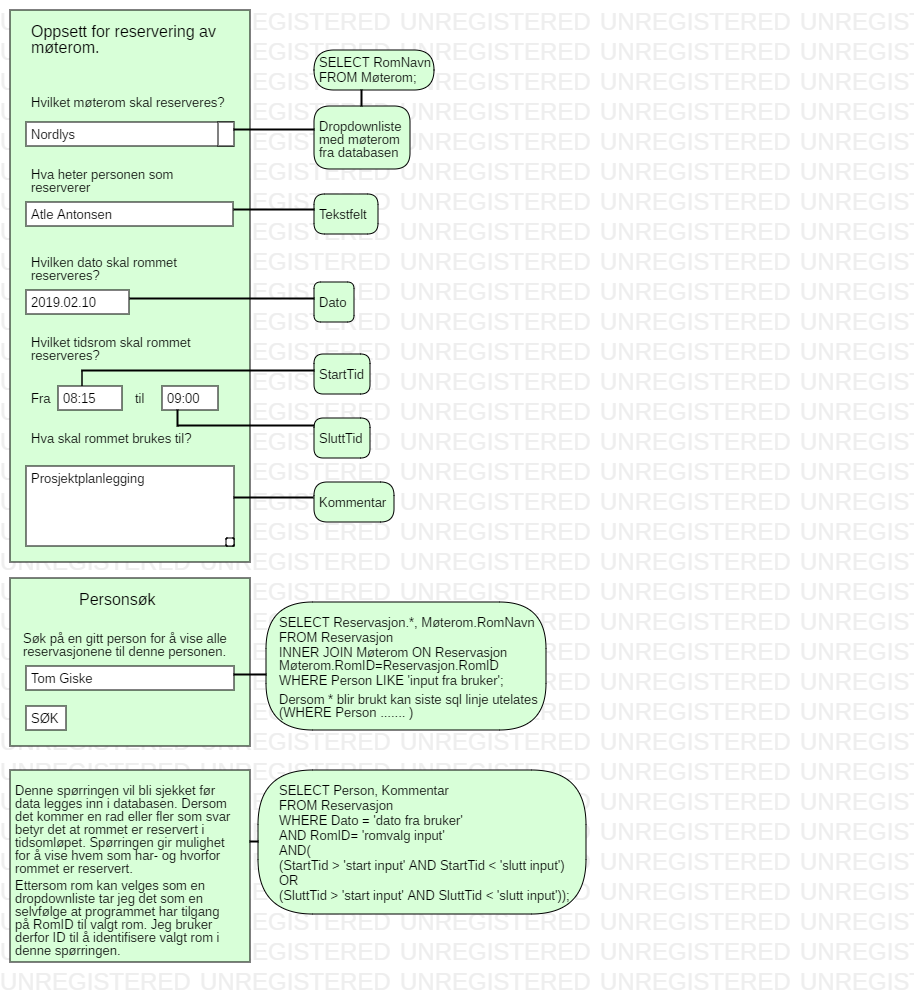 Oppsett for reservering av
møterom.
SELECT RomNavn
FROM Møterom;
Hvilket møterom skal reserveres?
Nordlys
Dropdownliste
med møterom
fra databasen
Hva heter personen som
reserverer
Atle Antonsen
Tekstfelt
Hvilken dato skal rommet
reserveres?
2019.02.10
Dato
Hvilket tidsrom skal rommet
reserveres?
StartTid
Fra 08:15 til 09:00
SluttTid
Hva skal rommet brukes til?
Prosjektplanlegging
Kommentar
Personsøk
Søk på en gitt person for å vise alle
reservasjonene til denne personen.
Tom Giske
SØK
SELECT Reservasjon.*, Møterom.RomNavn
FROM Reservasjon
INNER JOIN Møterom ON Reservasjon
Møterom.RomID=Reservasjon.RomID
WHERE Person LIKE 'input fra bruker';
Dersom * blir brukt kan siste sql linje utelates
(WHERE Person ....... )
Denne spørringen vil bli sjekket før
data legges inn i databasen. Dersom
det kommer en rad eller fler som svar
betyr det at rommet er reservert i
tidsomløpet. Spørringen gir mulighet
for å vise hvem som har- og hvorfor
rommet er reservert.
Ettersom rom kan velges som en
dropdownliste tar jeg det som en
selvfølge at programmet har tilgang
på RomID til valgt rom. Jeg bruker
derfor ID til å identifisere valgt rom i
denne spørringen.
SELECT Person, Kommentar
FROM Reservasjon
WHERE Dato = 'dato fra bruker'
AND RomID= 'romvalg input'
AND(
(StartTid > 'start input' AND StartTid < 'slutt input')
OR
(SluttTid > 'start input' AND SluttTid < 'slutt input'));
UNREGISTERED UNREGISTERED UNREGISTERED UNREGISTERED UNREGIS